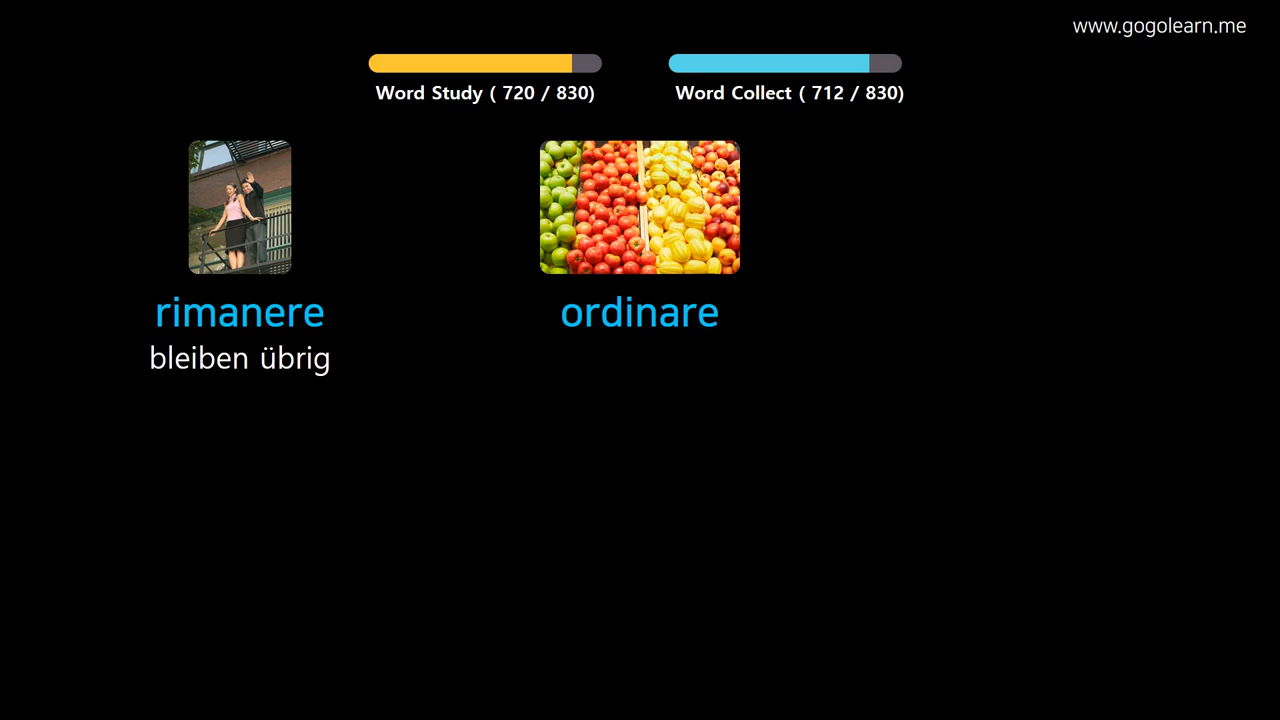 www.gogolearn.me
Word Study ( 720 / 830)
Word Collect ( 712 / 830)
rimanere
bleiben übrig
ordinare